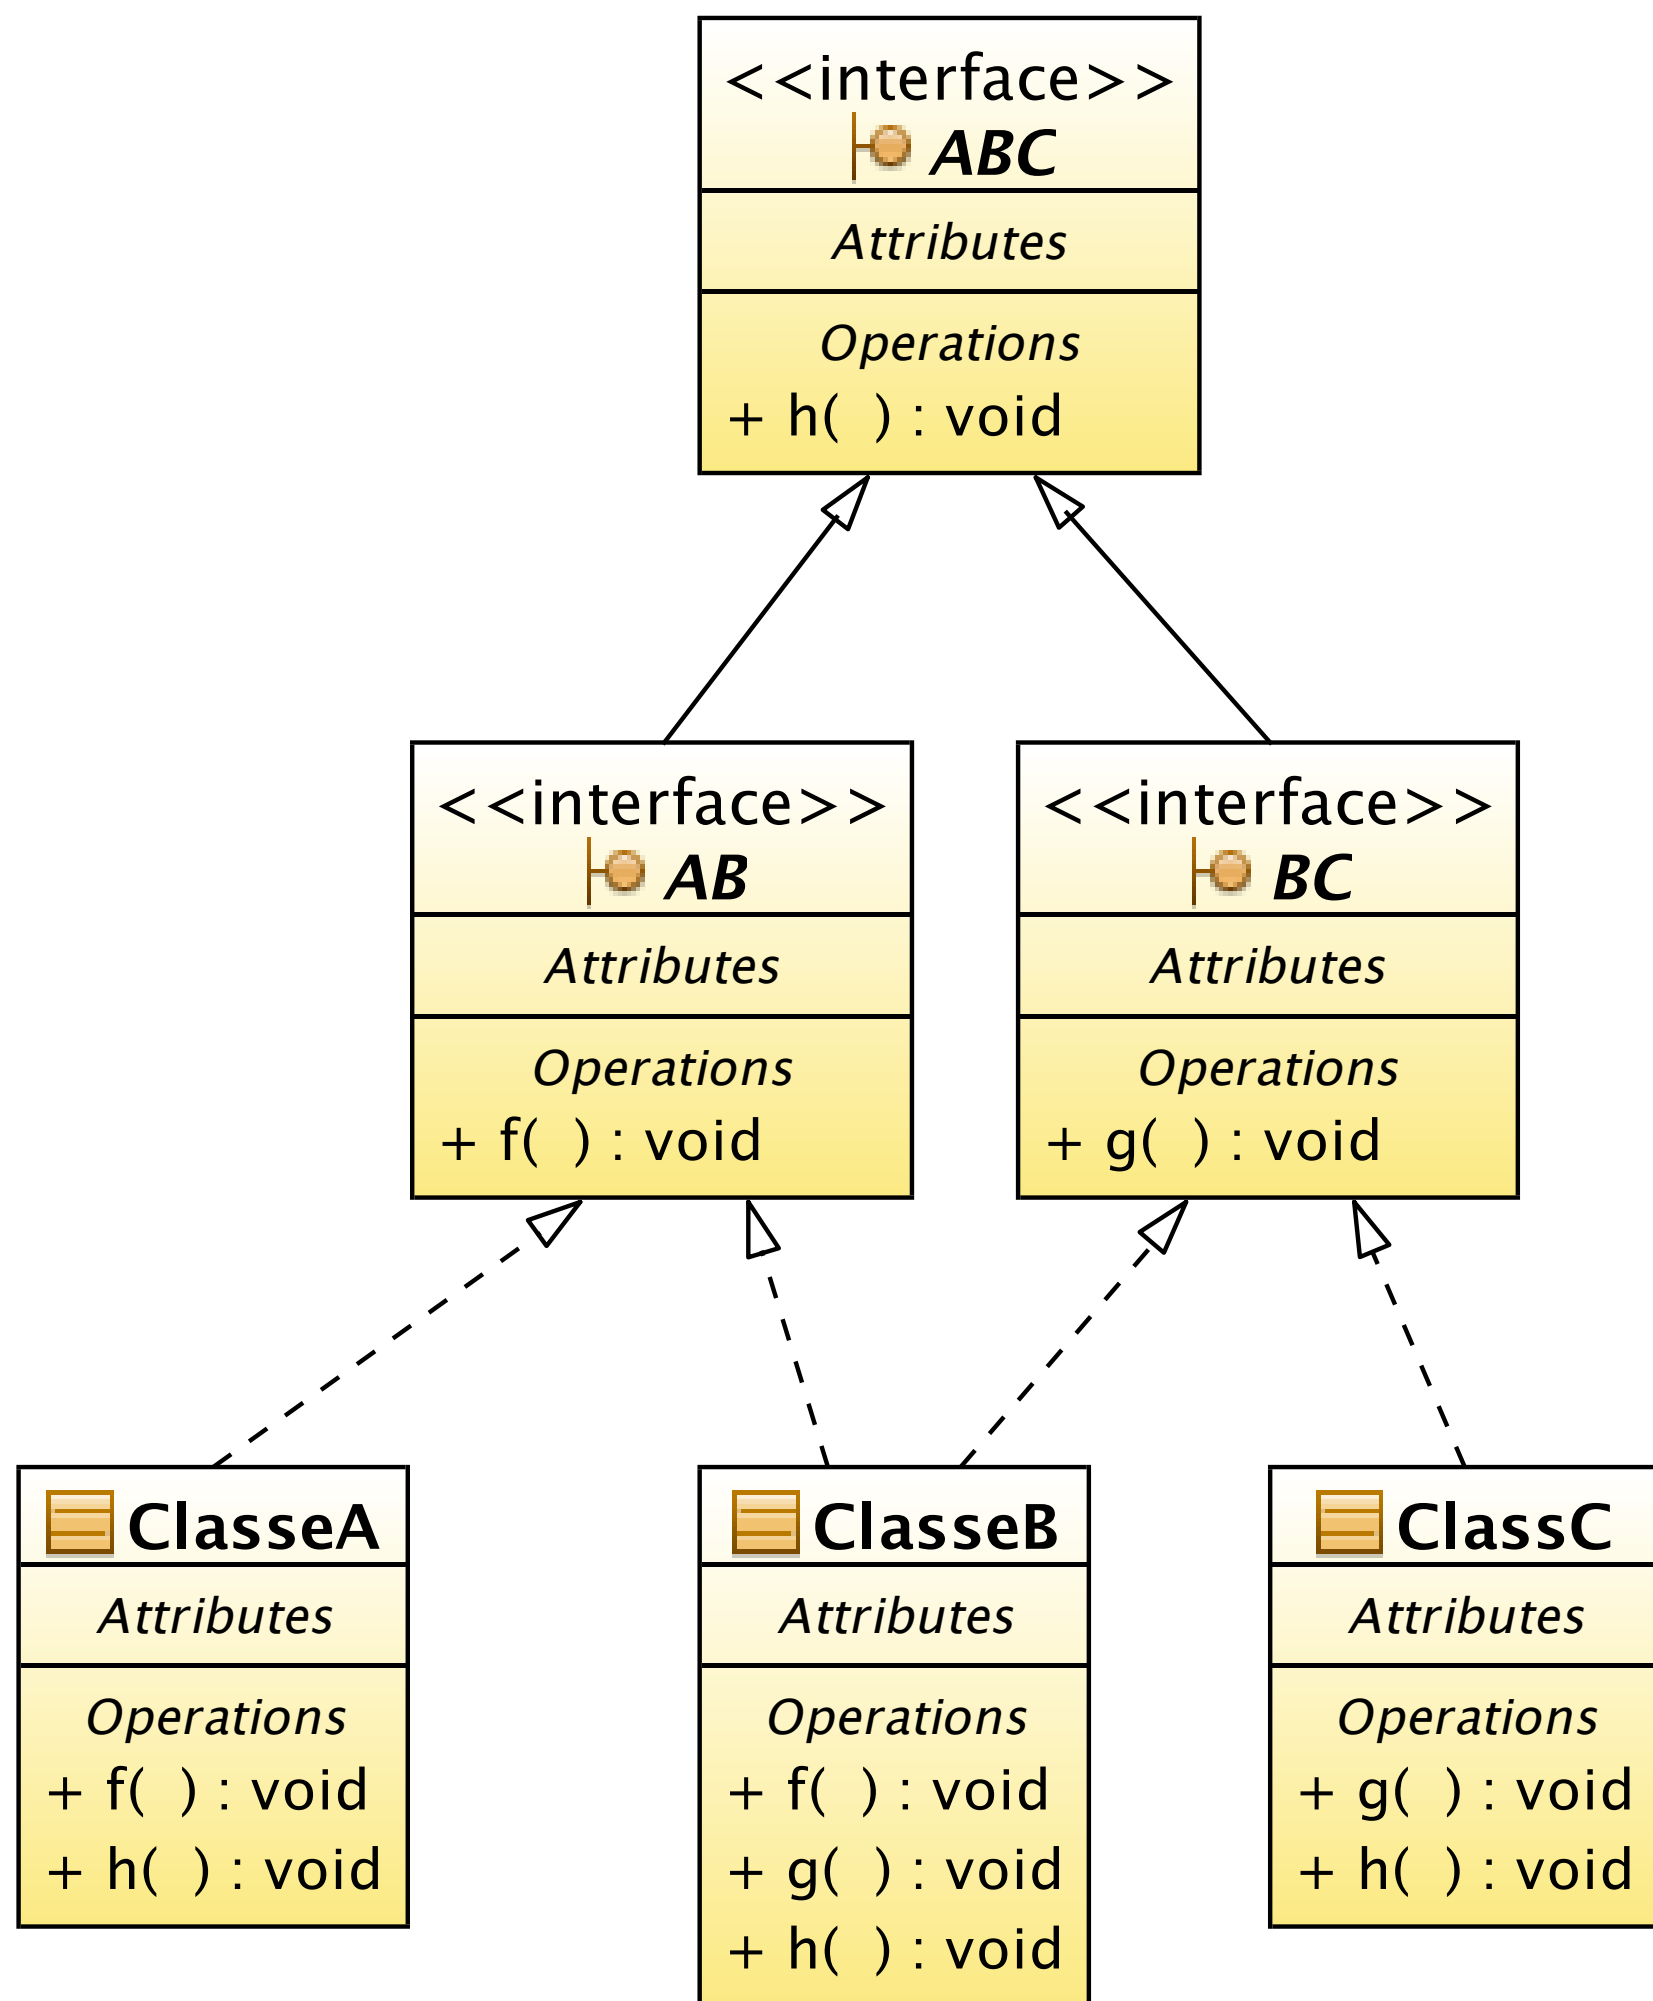 <<interface>>
ABC
Attributes
Operations
+ h( ) : void
<<interface>>
AB
Attributes
Operations
+ f( ) : void
<<interface>>
BC
Attributes
Operations
+ g( ) : void
ClasseA
Attributes
Operations
+ f( ) : void
+ h( ) : void
ClasseB
Attributes
Operations
+ f( ) : void
+ g( ) : void
+ h( ) : void
ClassC
Attributes
Operations
+ g( ) : void
+ h( ) : void